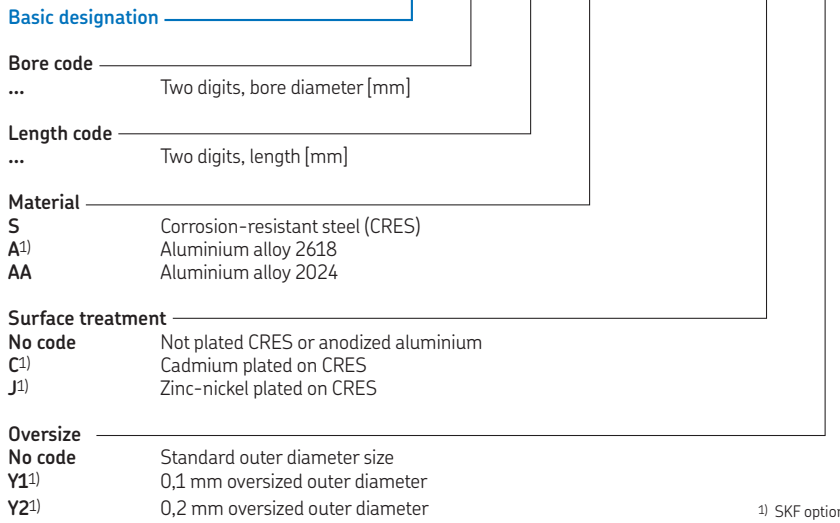 Basic designation
Bore code
... Two digits, bore diameter [mm]
Length code
... Two digits, length [mm]
Material
S Corrosion-resistant steel (CRES)
A1) Aluminium alloy 2618
AA Aluminium alloy 2024
Surface treatment
No code Not plated CRES or anodized aluminium
C1) Cadmium plated on CRES
J1) Zinc-nickel plated on CRES
Oversize
No code Standard outer diameter size
Y11) 0,1 mm oversized outer diameter
Y21) 0,2 mm oversized outer diameter
1) SKF option